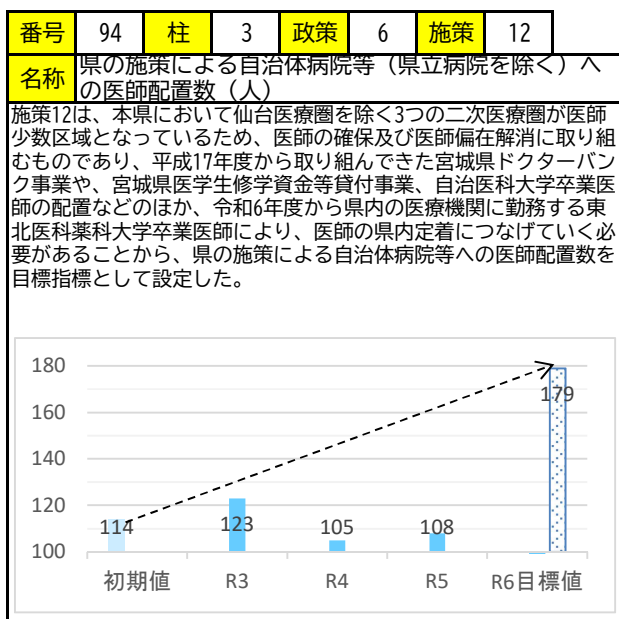 番号 94 柱 3 政策 6 施策 12
名称 県の施策による自治体病院等（県立病院を除く）へ
の医師配置数（人）
施策12は、本県において仙台医療圏を除く3つの二次医療圏が医師
少数区域となっているため、医師の確保及び医師偏在解消に取り組
むものであり、平成17年度から取り組んできた宮城県ドクターバン
ク事業や、宮城県医学生修学資金等貸付事業、自治医科大学卒業医
師の配置などのほか、令和6年度から県内の医療機関に勤務する東
北医科薬科大学卒業医師により、医師の県内定着につなげていく必
要があることから、県の施策による自治体病院等への医師配置数を
目標指標として設定した。
180
179
160
140
120
114 123 105 108
100
初期値 R3 R4 R5 R6目標値